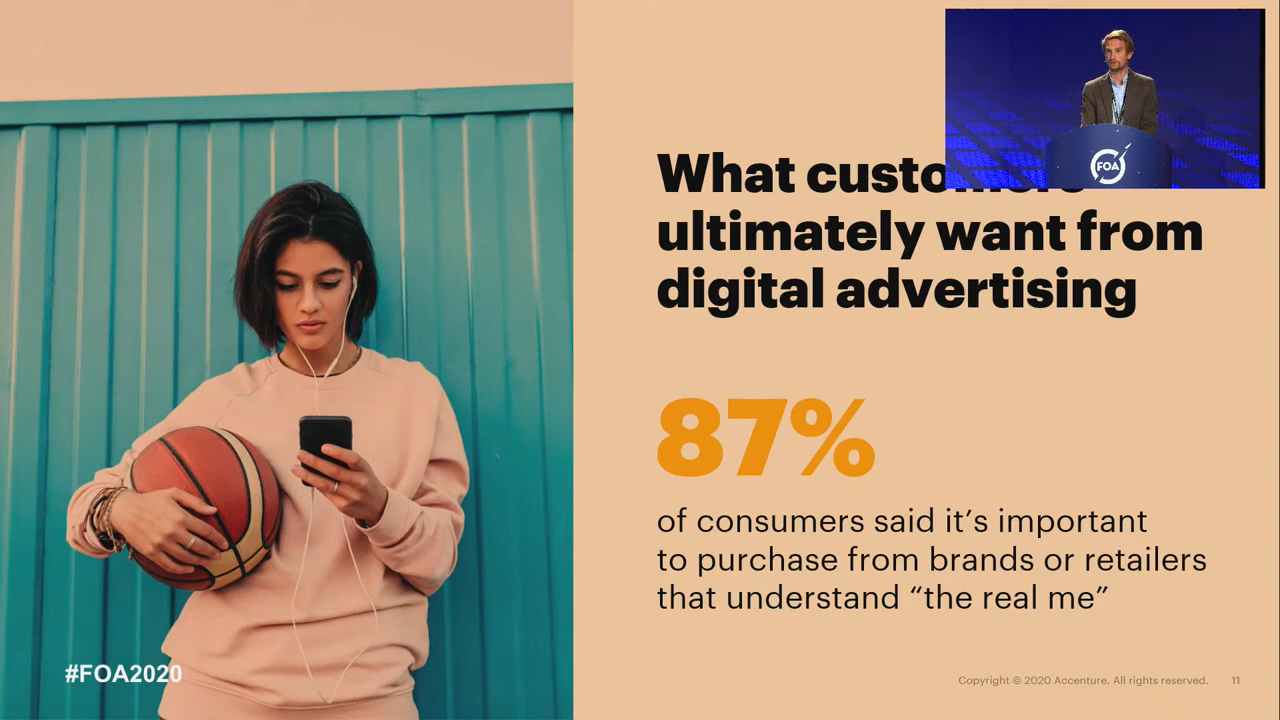 FOA
What custo
ultimately want from
digital advertising
87%
of consumers said it’s important
to purchase from brands or retailers
that understand “the real me”
#FOA2020
Copyright © 2020 Accenture. All rights reserved. 11